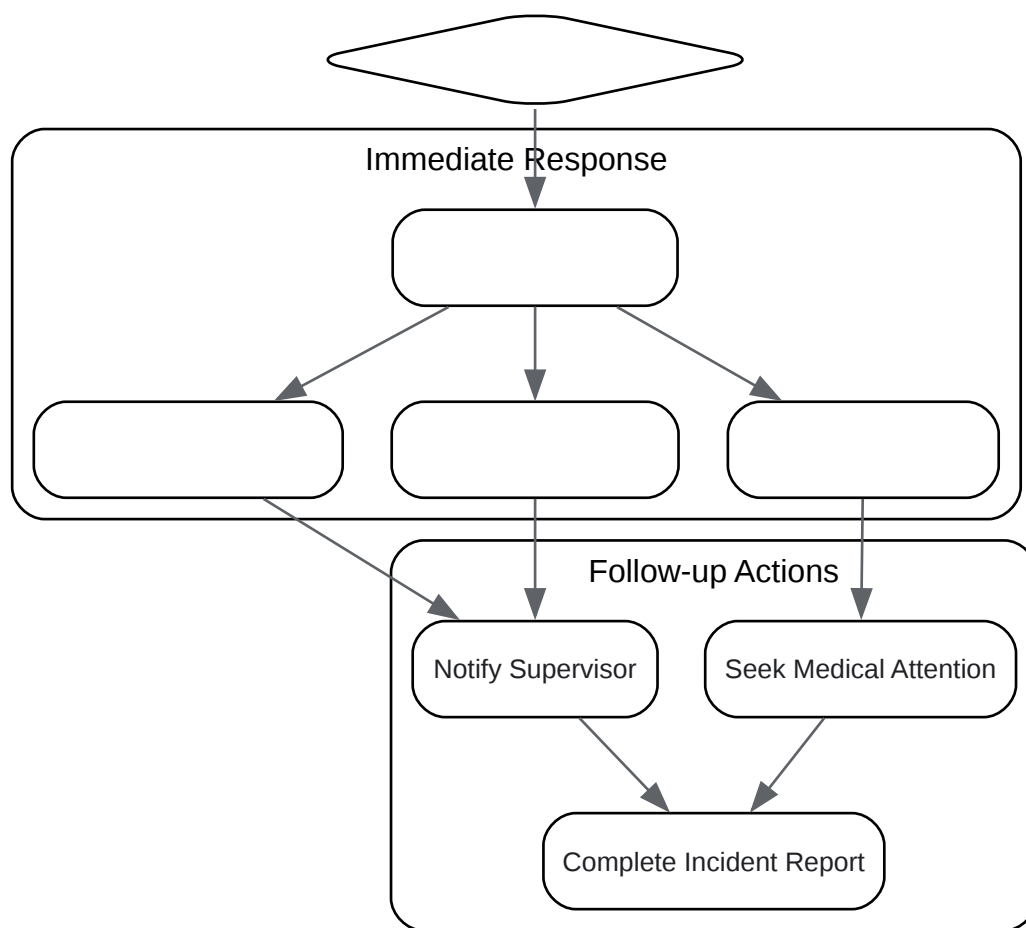 Immediate Response
Follow-up Actions
Notify Supervisor
Seek Medical Attention
Complete Incident Report